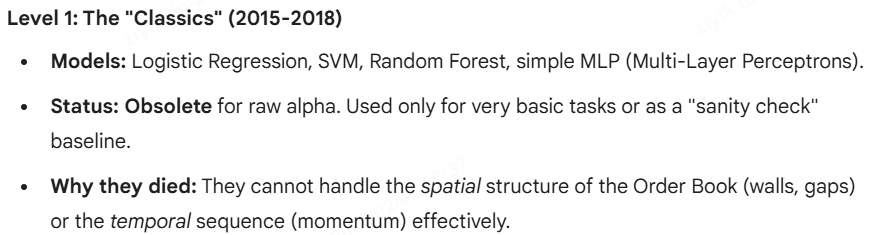 Level 1: The "Classics" (2015-2018)
• Models: Logistic Regression, SVM, Random Forest, simple MLP (Multi-Layer Perceptrons).
• Status: Obsolete for raw alpha. Used only for very basic tasks or as a "sanity check"
baseline.
• Why they died: They cannot handle the spatial structure of the Order Book (walls, gaps)
or the temporal sequence (momentum) effectively.